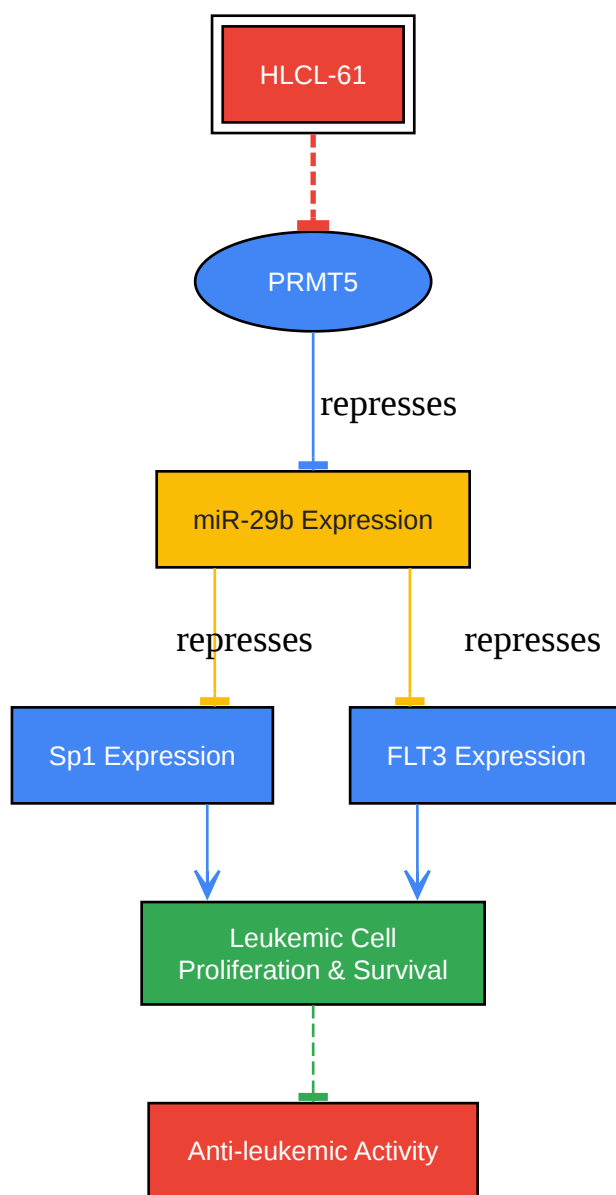 HLCL-61
PRMT5
represses
miR-29b Expression
represses
represses
Sp1 Expression
FLT3 Expression
Leukemic Cell
Proliferation & Survival
Anti-leukemic Activity